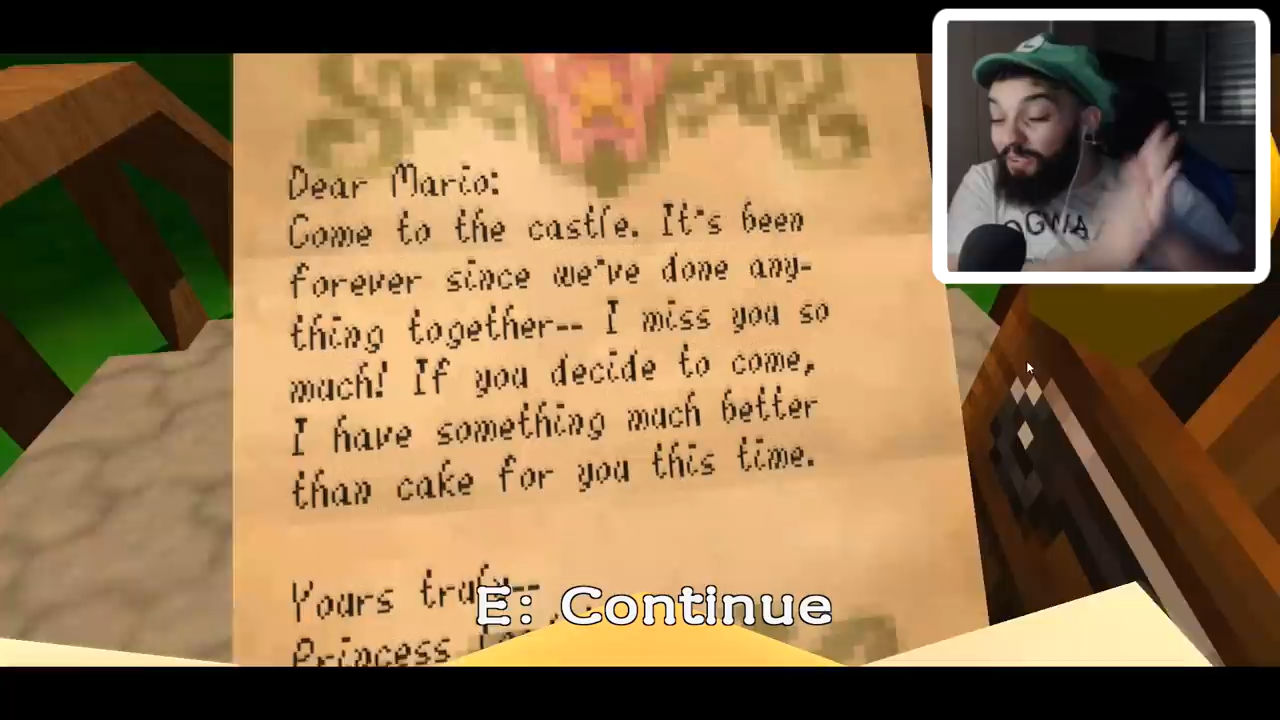 Dear Mario:
Come to the castle. It's been
forever since we've done any-
thing together-- I miss you so
much! If you decide to come,
I have something much better
than cake for you this time.
Yours truly--
Princess
E: Continue
OGWA